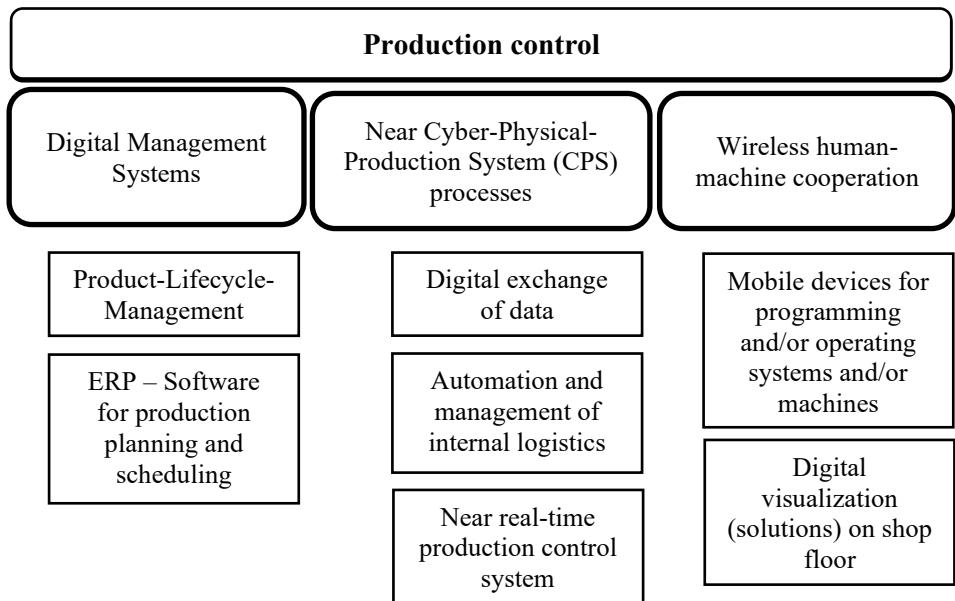 Production control
Digital Management
Systems
Near Cyber-Physical-
Production System (CPS)
processes
Wireless human-
machine cooperation
Product-Lifecycle-
Management
ERP – Software
for production
planning and
scheduling
Digital exchange
of data
Automation and
management of
internal logistics
Near real-time
production control
system
Mobile devices for
programming
and/or operating
systems and/or
machines
Digital
visualization
(solutions) on shop
floor